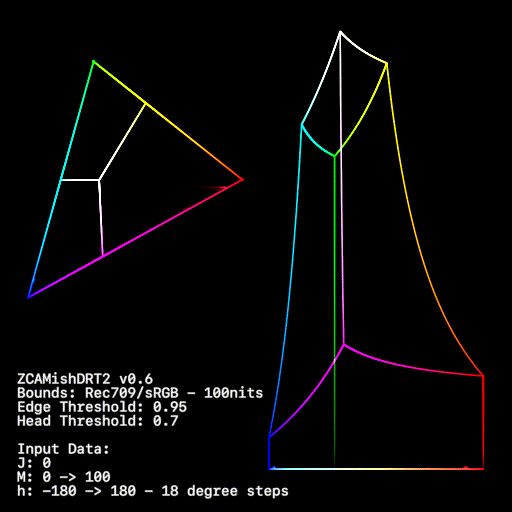 ZCAMishDRT2 v0.6
Bounds: Rec709/sRGB - 100nits
Edge Threshold: 0.95
Head Threshold: 0.7
Input Data:
J: 0
M: 0 -> 100
h: -180 -> 180 - 18 degree steps